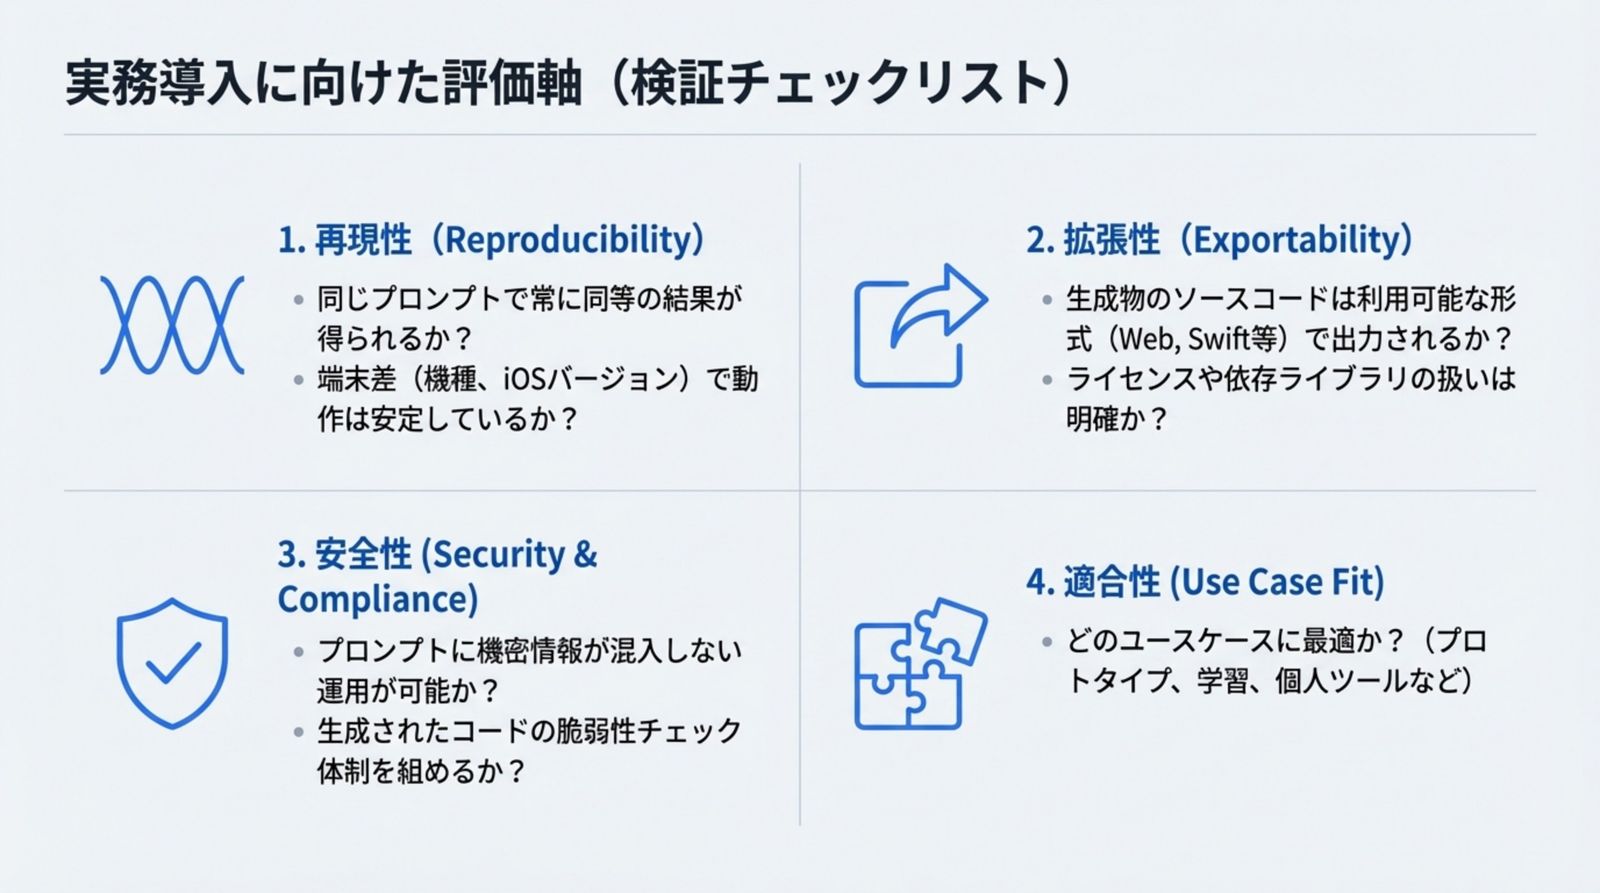 実務導入に向けた評価軸（検証チェックリスト）
1. 再現性（Reproducibility）
同じプロンプトで常に同等の結果が
得られるか？
端末差（機種、iOSバージョン）で動
作は安定しているか？
2. 拡張性（Exportability）
生成物のソースコードは利用可能な形
式（Web, Swift等）で出力されるか？
ライセンスや依存ライブラリの扱いは
明確か？
3. 安全性 (Security &
Compliance)
プロンプトに機密情報が混入しない
運用が可能か？
生成されたコードの脆弱性チェック
体制を組めるか？
4. 適合性 (Use Case Fit)
どのユースケースに最適か？（プロ
トタイプ、学習、個人ツールなど）